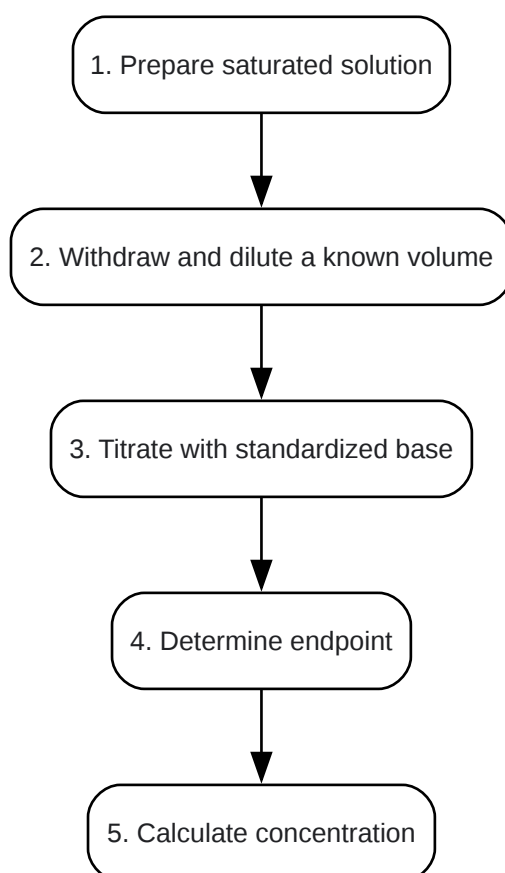 1. Prepare saturated solution
2. Withdraw and dilute a known volume
3. Titrate with standardized base
4. Determine endpoint
5. Calculate concentration